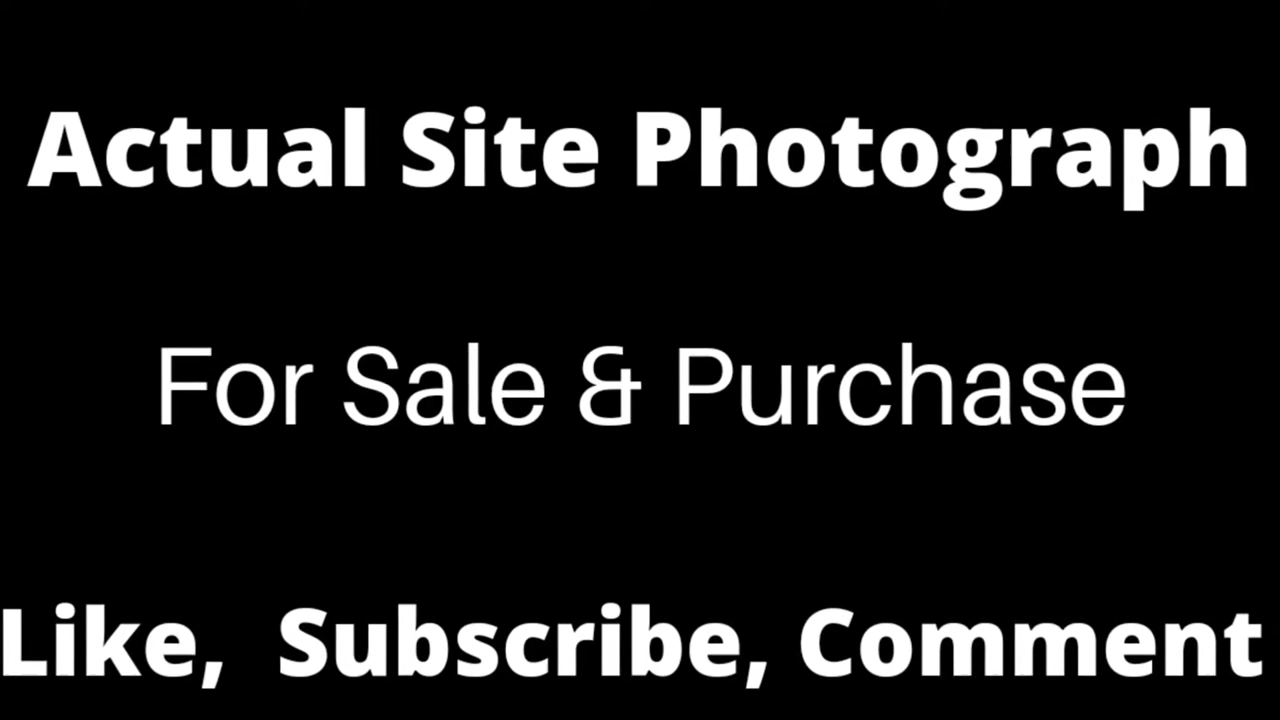 Actual Site Photograph
For Sale & Purchase
Like, Subscribe, Comment